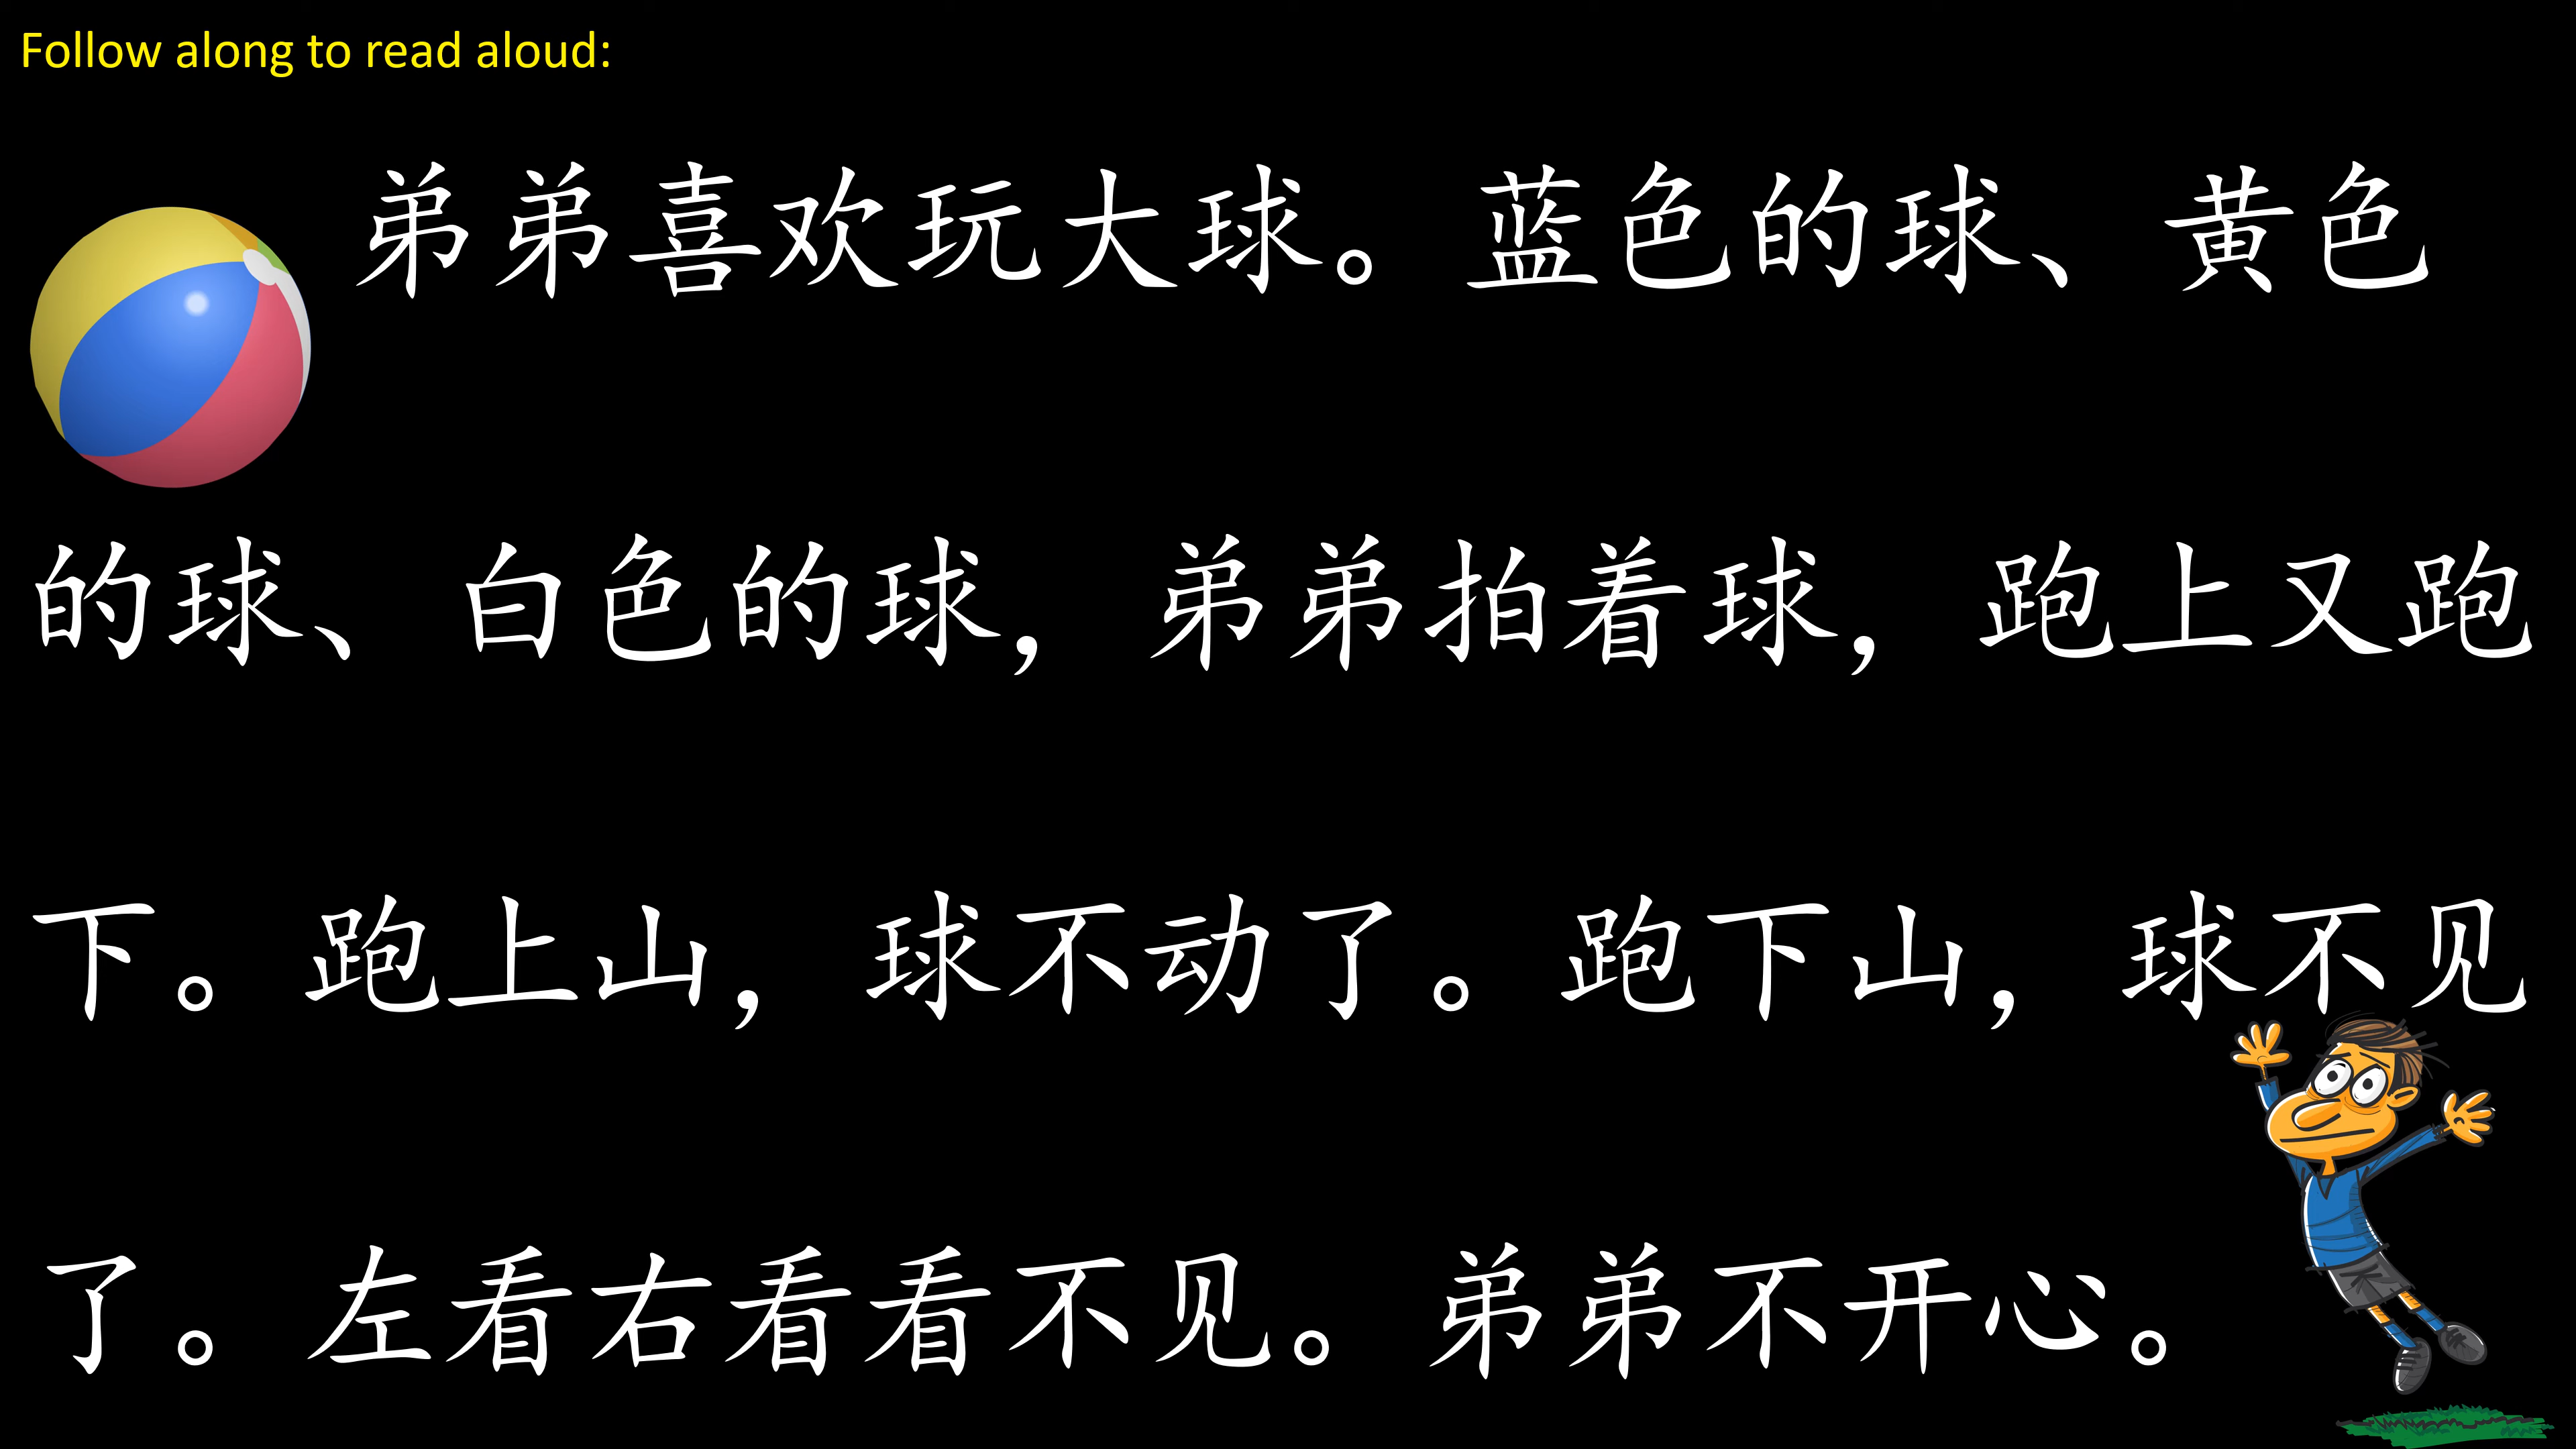 Follow along to read aloud:
弟弟喜欢玩大球。蓝色的球、黄色
的球、白色的球，弟弟拍着球，跑上又跑
下。跑上山，球不动了。跑下山，球不见
了。左看右看看不见。弟弟不开心。